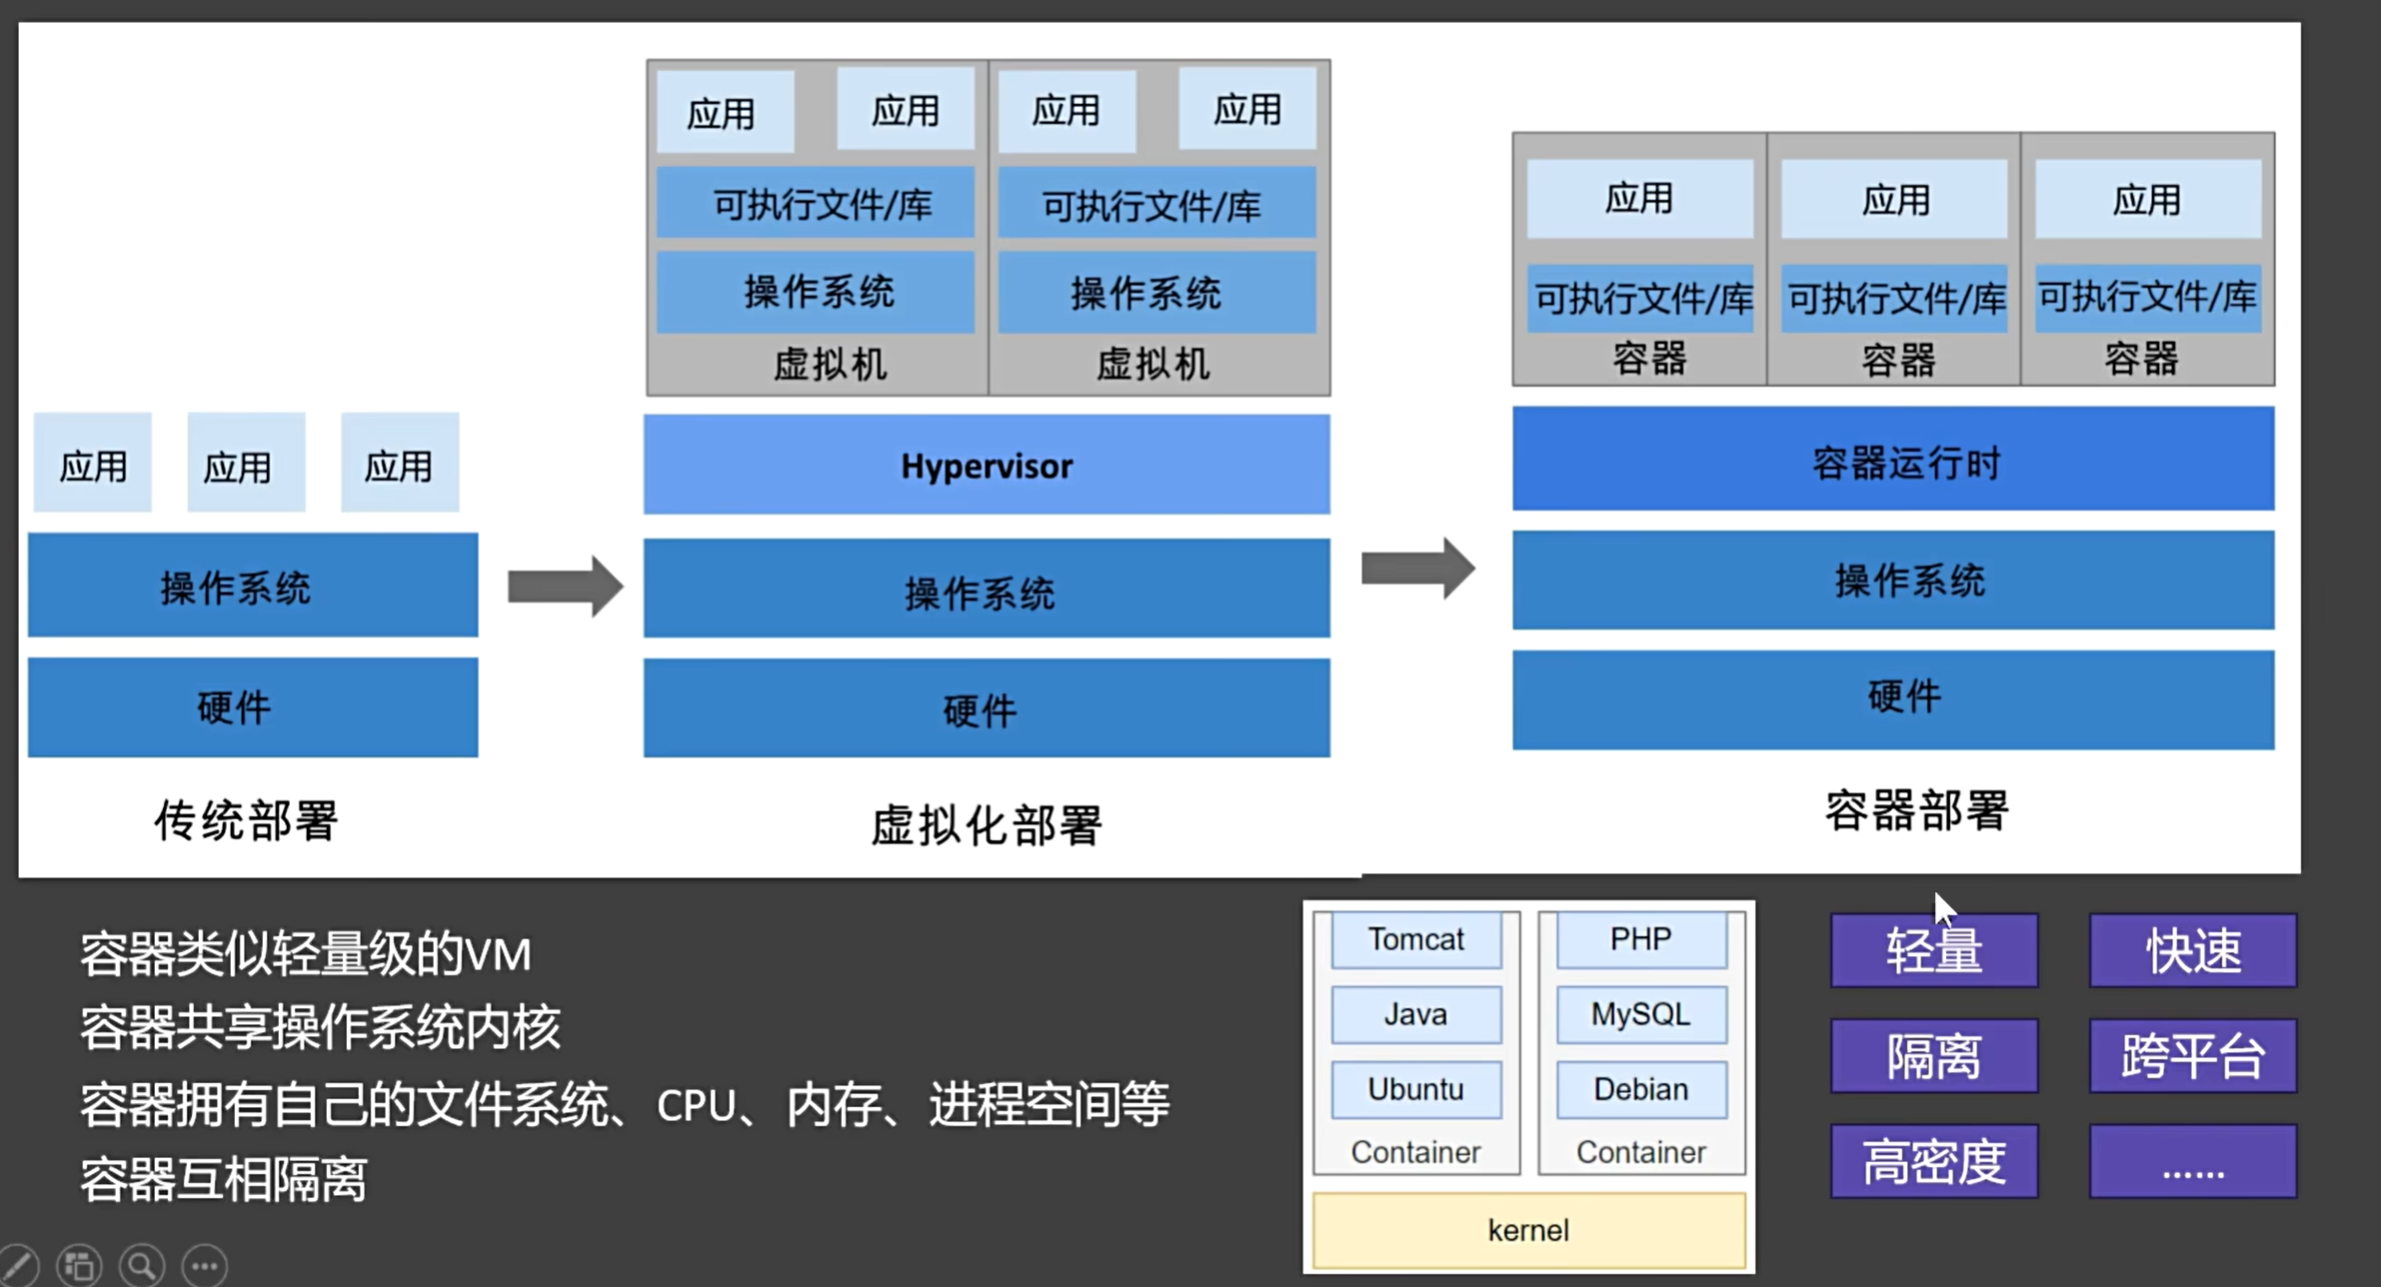 应用 应用 应用
操作系统
硬件
传统部署
应用 应用 应用 应用
可执行文件/库 可执行文件/库
操作系统 操作系统
虚拟机 虚拟机
Hypervisor
操作系统
硬件
虚拟化部署
应用 应用 应用
可执行文件/库 可执行文件/库 可执行文件/库
容器 容器 容器
容器运行时
操作系统
硬件
容器部署
容器类似轻量级的VM
容器共享操作系统内核
容器拥有自己的文件系统、CPU、内存、进程空间等
容器互相隔离
Tomcat PHP
Java MySQL
Ubuntu Debian
Container Container
kernel
轻量 快速
隔离 跨平台
高密度 ……